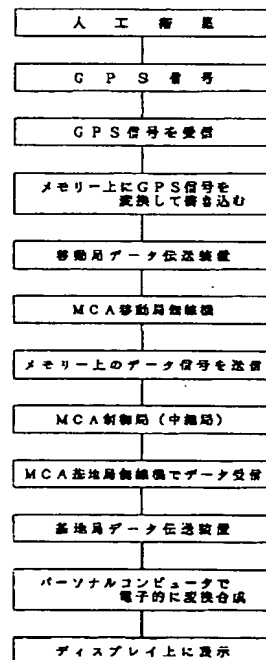 人工衛星
GPS信号
GPS信号を受信
メモリー上にGPS信号を
変換して書き込む
移動局データ伝送装置
MCA移動局無線機
メモリー上のデータ信号を送信
MCA制御局(中継局)
MCA基地局無線機でデータ受信
基地局データ伝送装置
パーソナルコンピュータで
電子的に変換合成
ディスプレイ上に表示